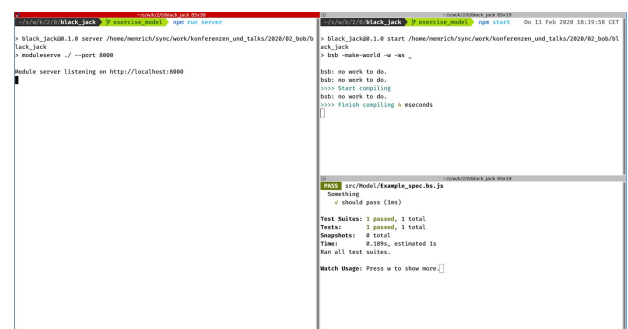 ~/s/w/k/2/0/black_jack 85x38
~/s/w/k/2/0/black_jack exercise_model npm run server
> black_jack@0.1.0 server /home/memrich/sync/work/konferenzen_und_talks/2020/02_bob/b
lack_jack
> moduleserve ./ --port 8000
Module server listening on http://localhost:8000
~/s/w/k/2/0/black_jack 85x19
~/s/w/k/2/0/black_jack exercise_model npm start Do 13 Feb 2020 18:19:58 CET
> black_jack@0.1.0 start /home/memrich/sync/work/konferenzen_und_talks/2020/02_bob/bl
ack_jack
> bsb -make-world -w -ws _
bsb: no work to do.
bsb: no work to do.
>>>> Start compiling
bsb: no work to do.
>>>> Finish compiling 4 mseconds
~/s/w/k/2/0/black_jack 85x19
PASS src/Model/Example_spec.bs.js
Something
√ should pass (1ms)
Test Suites: 1 passed, 1 total
Tests: 1 passed, 1 total
Snapshots: 0 total
Time: 0.189s, estimated 1s
Ran all test suites.
Watch Usage: Press w to show more.